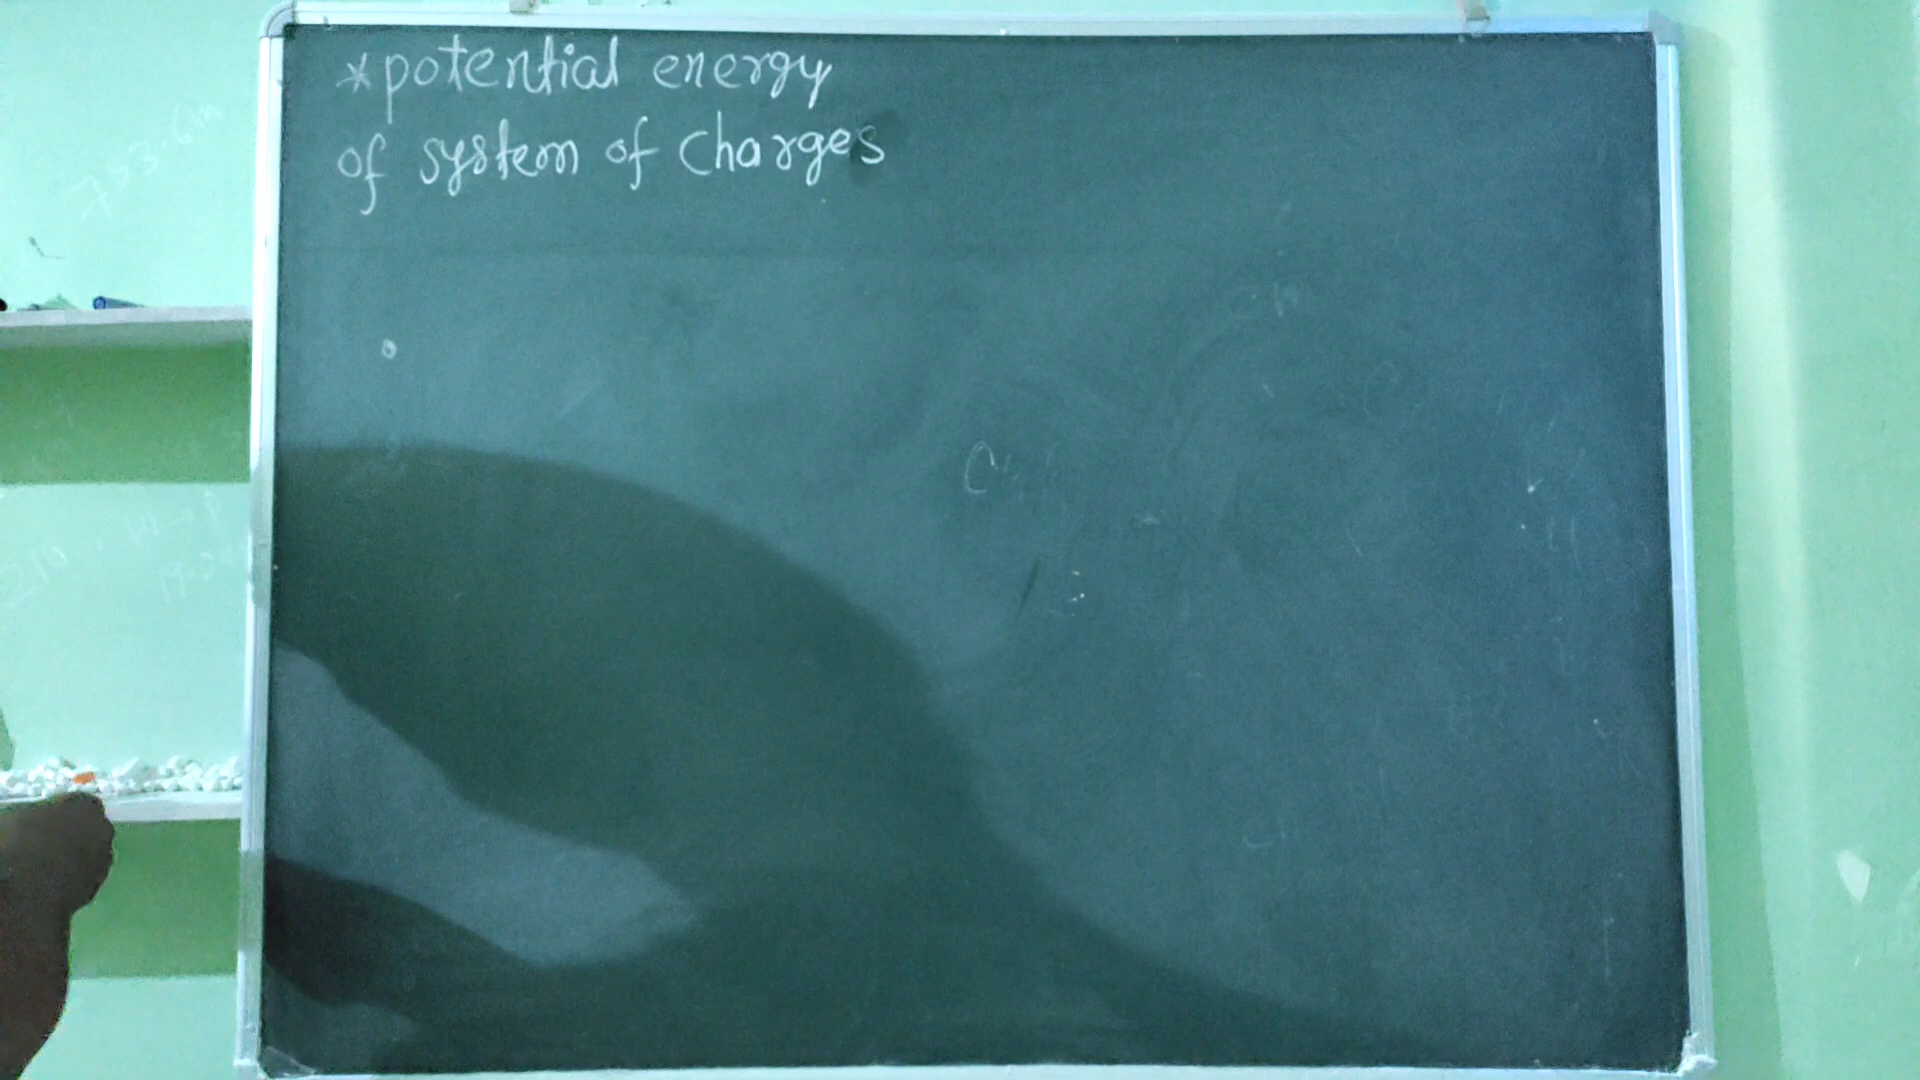 *potential energy
of system of charges